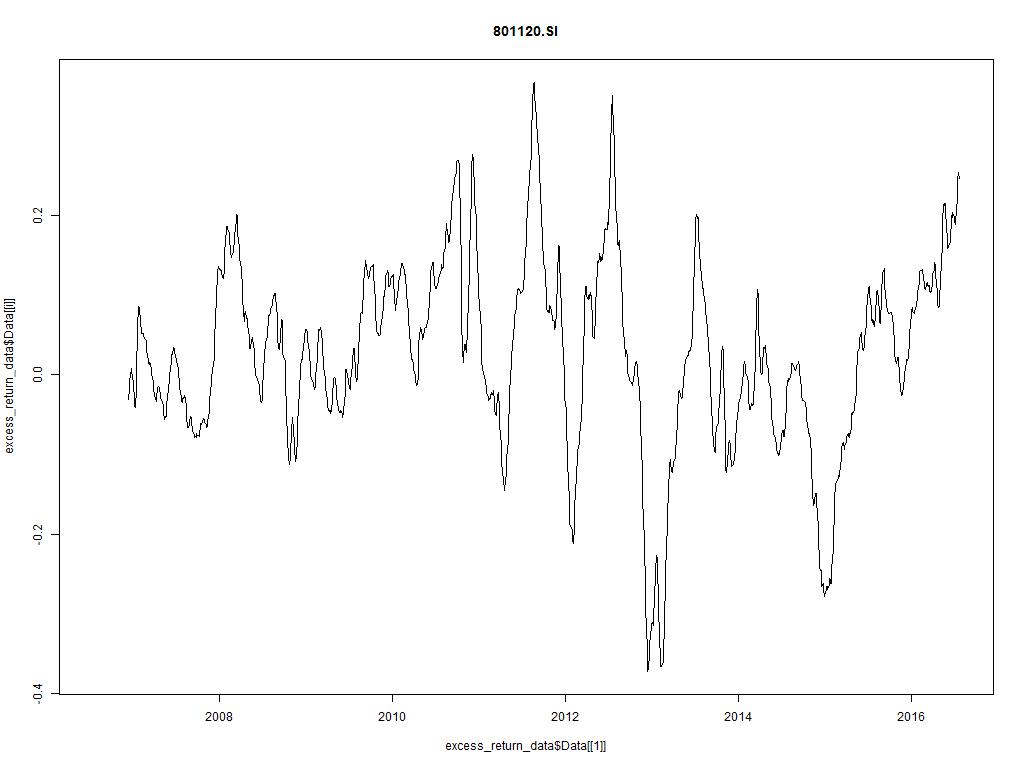 801120.SI
excess_return_data$Data[[i]]
0.2
0.0
-0.2
-0.4
2008 2010 2012 2014 2016
excess_return_data$Data[[1]]